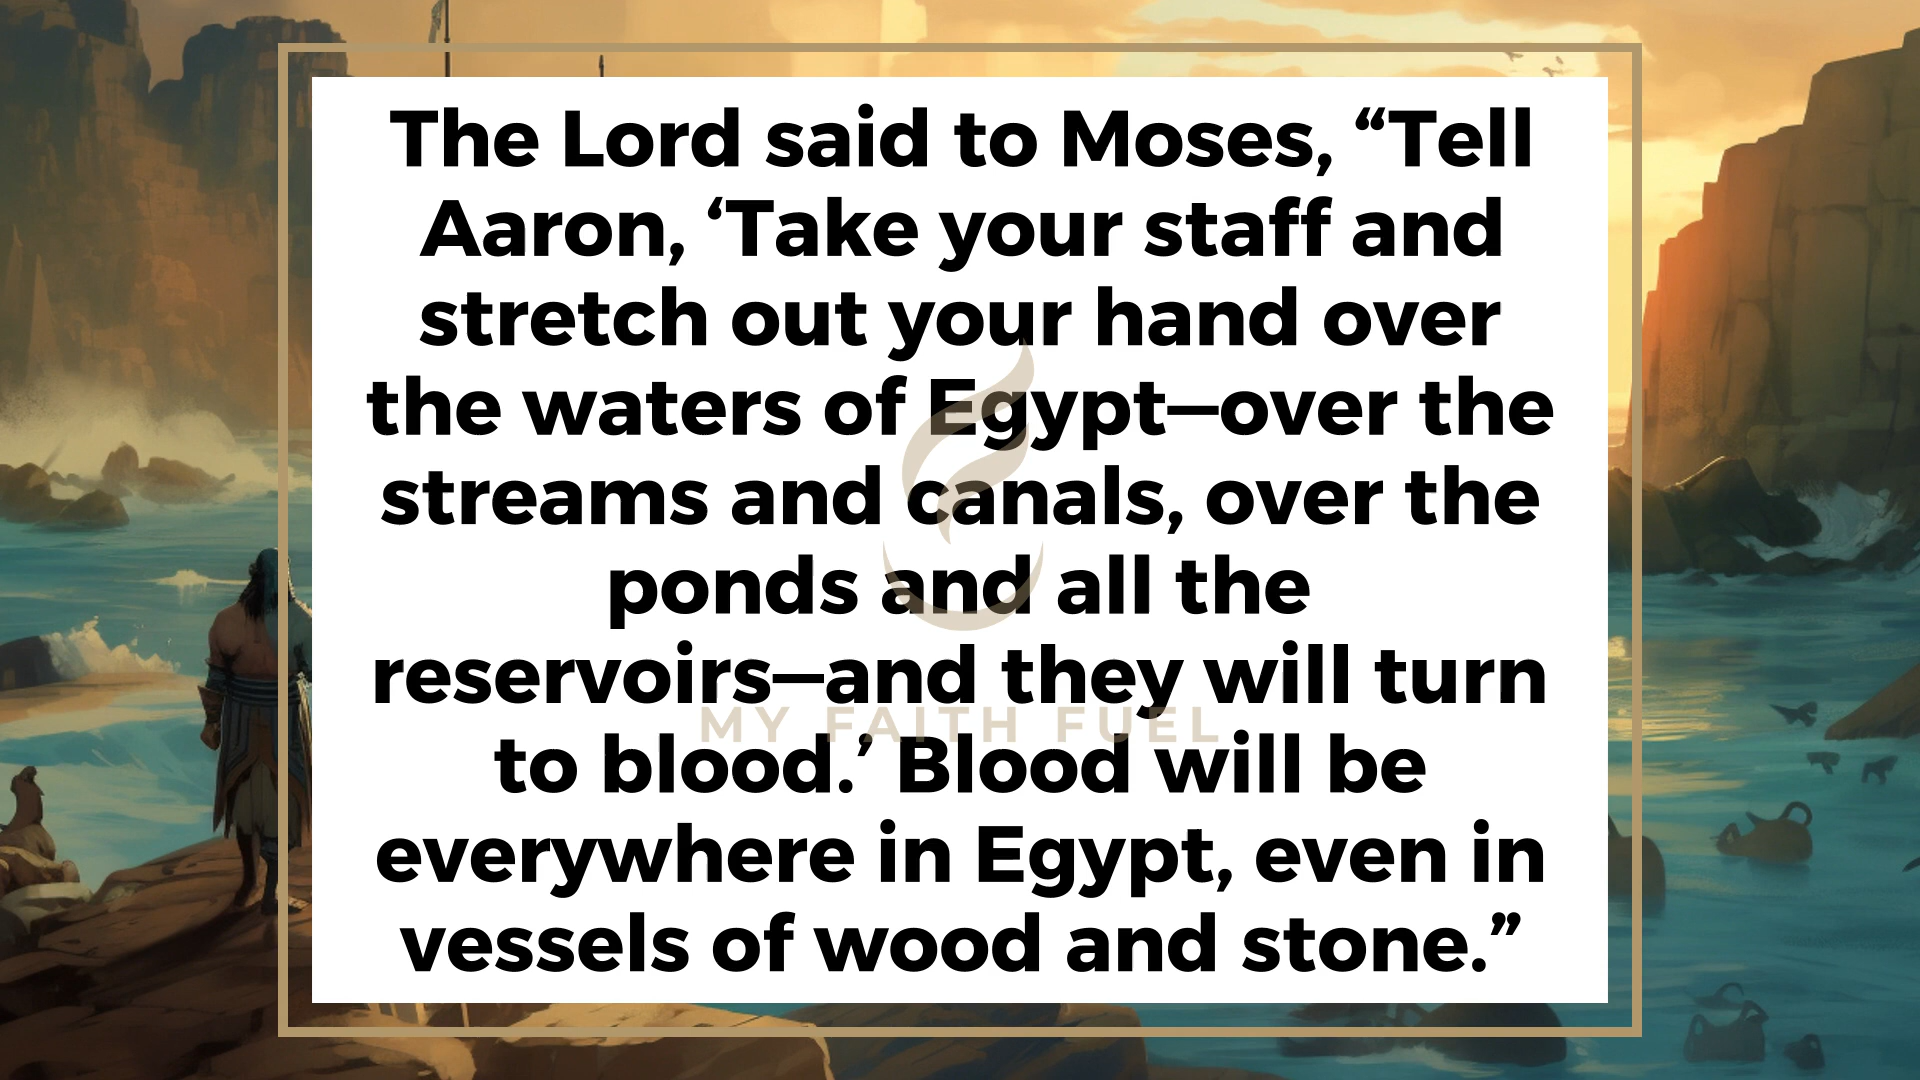 The Lord said to Moses, “Tell
Aaron, ‘Take your staff and
stretch out your hand over
the waters of Egypt—over the
streams and canals, over the
ponds and all the
reservoirs—and they will turn
MY FAITH FUEL
to blood.’ Blood will be
everywhere in Egypt, even in
vessels of wood and stone.”